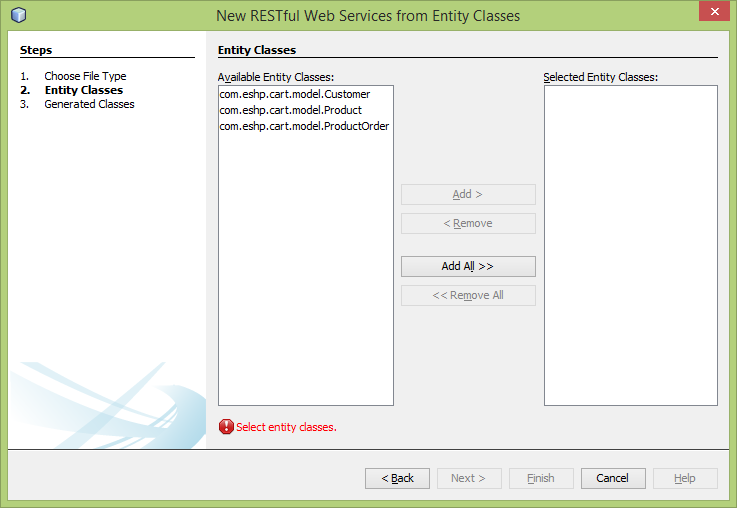 New RESTful Web Services from Entity Classes
Steps
1. Choose File Type
2. Entity Classes
3. Generated Classes
Entity Classes
Available Entity Classes:
com.eshp.cart.model.Customer
com.eshp.cart.model.Product
com.eshp.cart.model.ProductOrder
Add >
< Remove
Add All >>
<< Remove All
Selected Entity Classes:
Select entity classes.
< Back
Next >
Finish
Cancel
Help